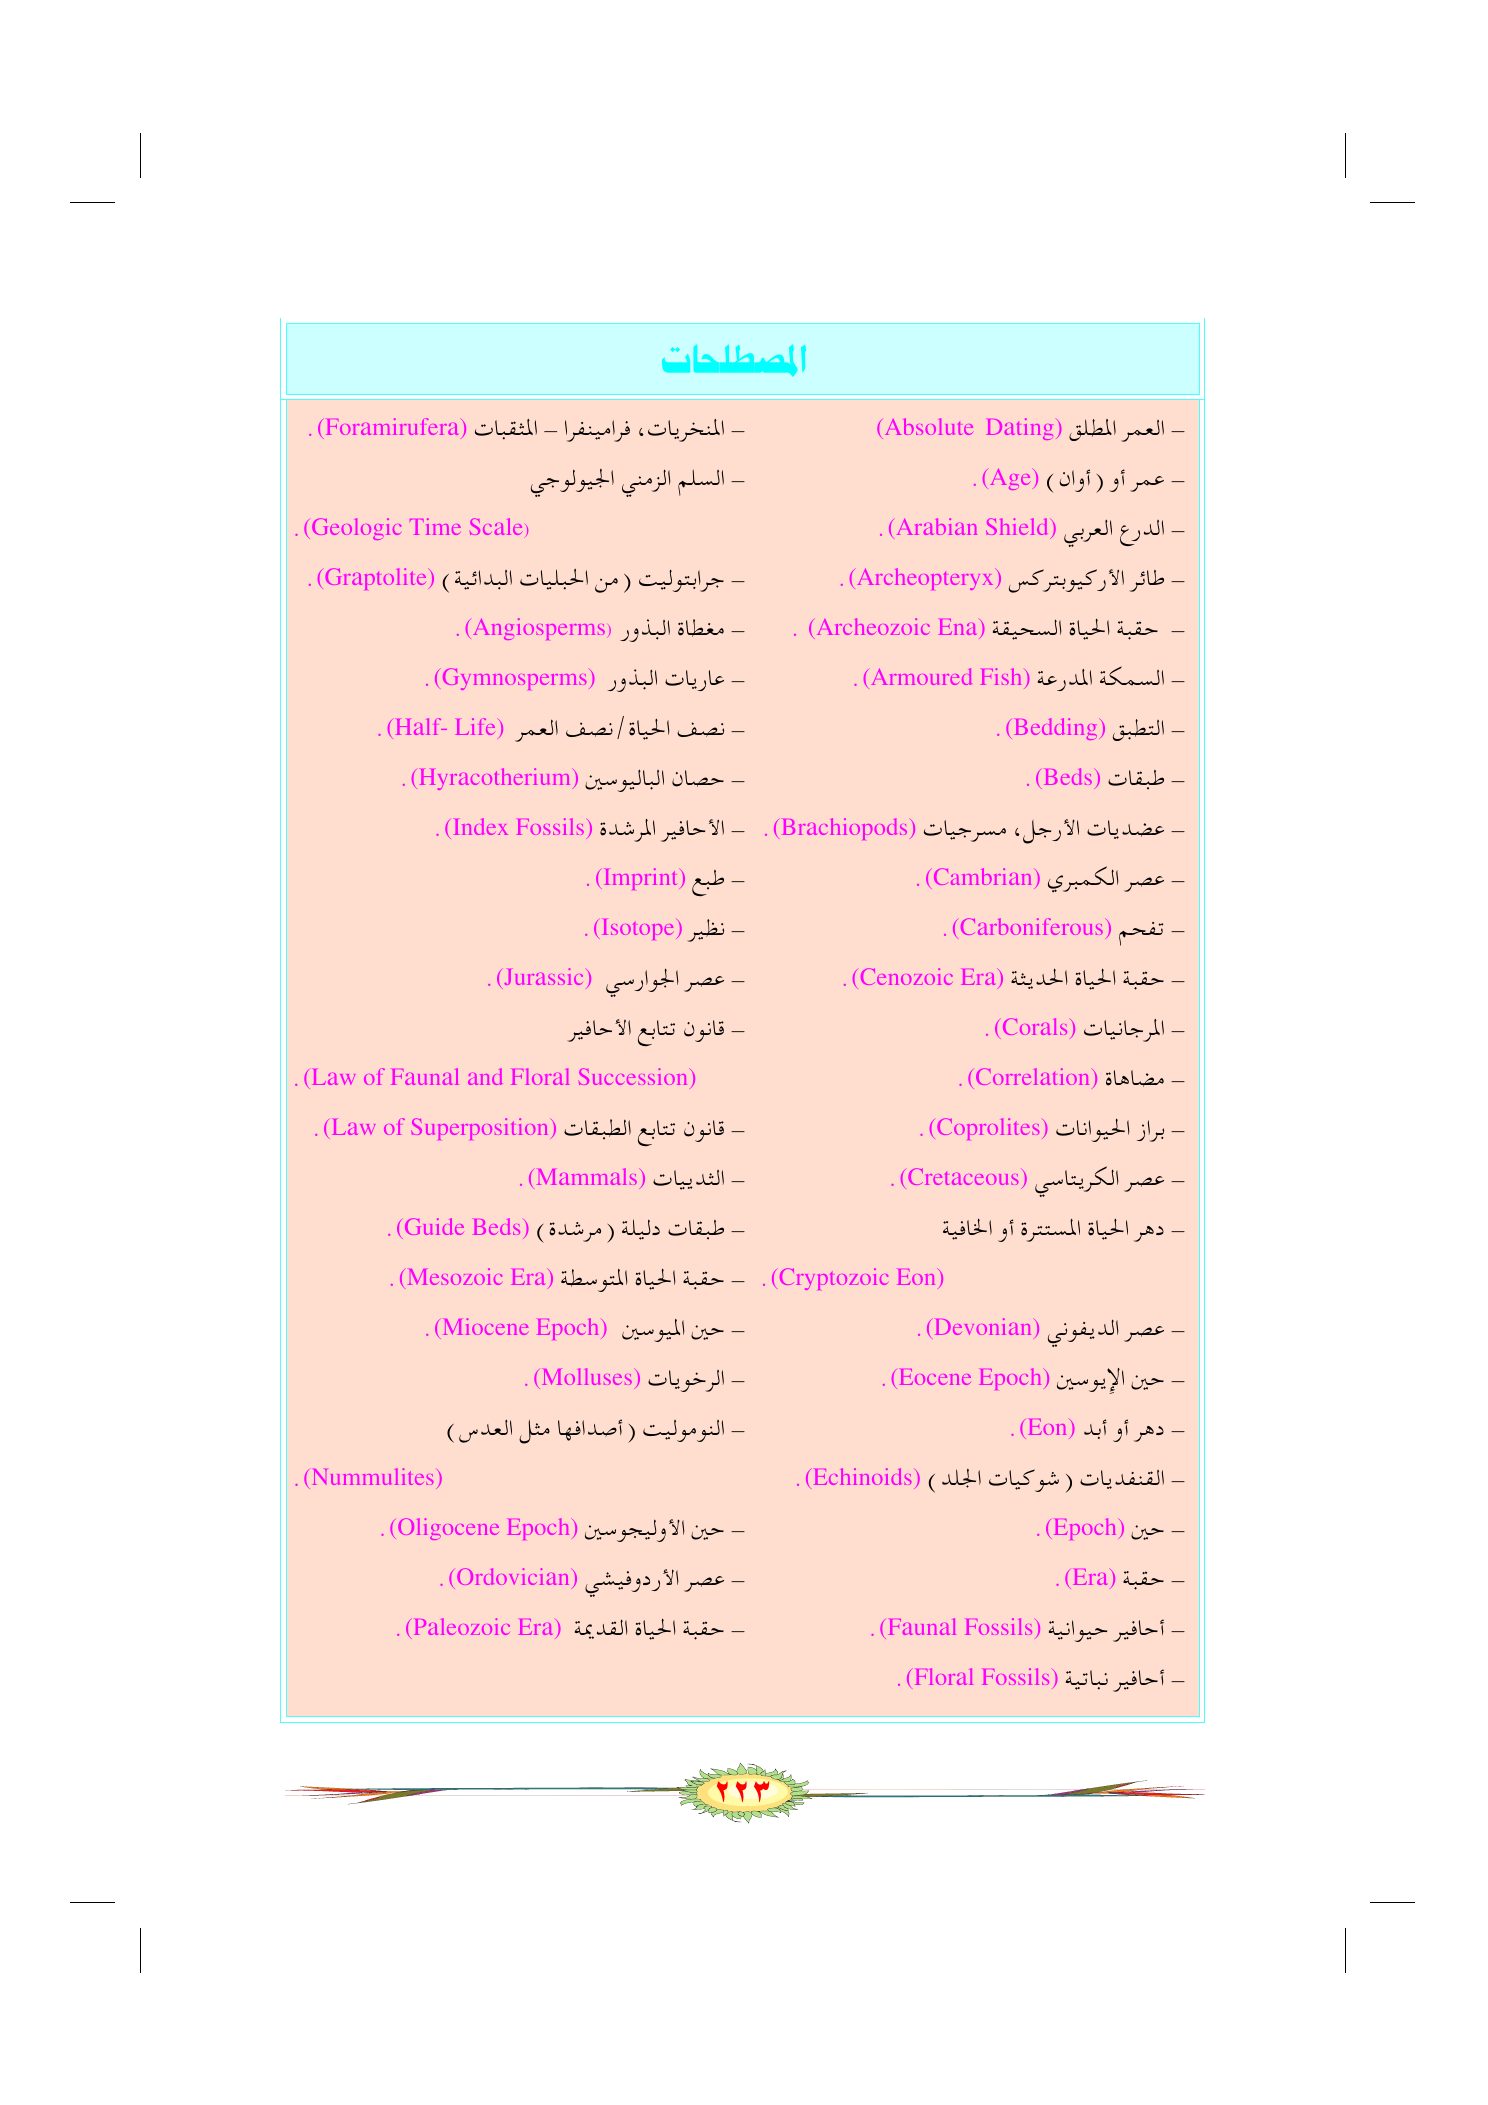 المصطلحات
– العمر المطلق (Absolute Dating)
– عمر أو ( أوان ) (Age) .
– الدرع العربي (Arabian Shield) .
– طائر الأركيوبتركس (Archeopteryx) .
– حقبة الحياة السحيقة (Archeozoic Ena) .
– السمكة المدرعة (Armoured Fish) .
– التطبق (Bedding) .
– طبقات (Beds) .
– عضديات الأرجل، مسرجيات (Brachiopods) .
– عصر الكمبري (Cambrian) .
– تفحم (Carboniferous) .
– حقبة الحياة الحديثة (Cenozoic Era) .
– المرجانيات (Corals) .
– مضاهاة (Correlation) .
– براز الحيوانات (Coprolites) .
– عصر الكريتاسي (Cretaceous) .
– دهر الحياة المستترة أو الخافية
(Cryptozoic Eon) .
– عصر الديفوني (Devonian) .
– حين الإيوسين (Eocene Epoch) .
– دهر أو أبد (Eon) .
– القنفديات ( شوكيات الجلد ) (Echinoids) .
– حين (Epoch) .
– حقبة (Era) .
– أحافير حيوانية (Faunal Fossils) .
– أحافير نباتية (Floral Fossils) .
– المنخريات، فرامينفرا – المثقبات (Foramirufera) .
– السلم الزمني الجيولوجي
(Geologic Time Scale) .
– جرابتوليت ( من الحبليات البدائية ) (Graptolite) .
– مغطاة البذور (Angiosperms) .
– عاريات البذور (Gymnosperms) .
– نصف الحياة/نصف العمر (Half- Life) .
– حصان الباليوسين (Hyracotherium) .
– الأحافير المرشدة (Index Fossils) .
– طبع (Imprint) .
– نظير (Isotope) .
– عصر الجوارسي (Jurassic) .
– قانون تتابع الأحافير
(Law of Faunal and Floral Succession) .
– قانون تتابع الطبقات (Law of Superposition) .
– الثدييات (Mammals) .
– طبقات دليلة ( مرشدة ) (Guide Beds) .
– حقبة الحياة المتوسطة (Mesozoic Era) .
– حين الميوسين (Miocene Epoch) .
– الرخويات (Molluses) .
– النوموليت ( أصدافها مثل العدس )
(Nummulites) .
– حين الأوليجوسين (Oligocene Epoch) .
– عصر الأردوفيشي (Ordovician) .
– حقبة الحياة القديمة (Paleozoic Era) .
٢٢٣